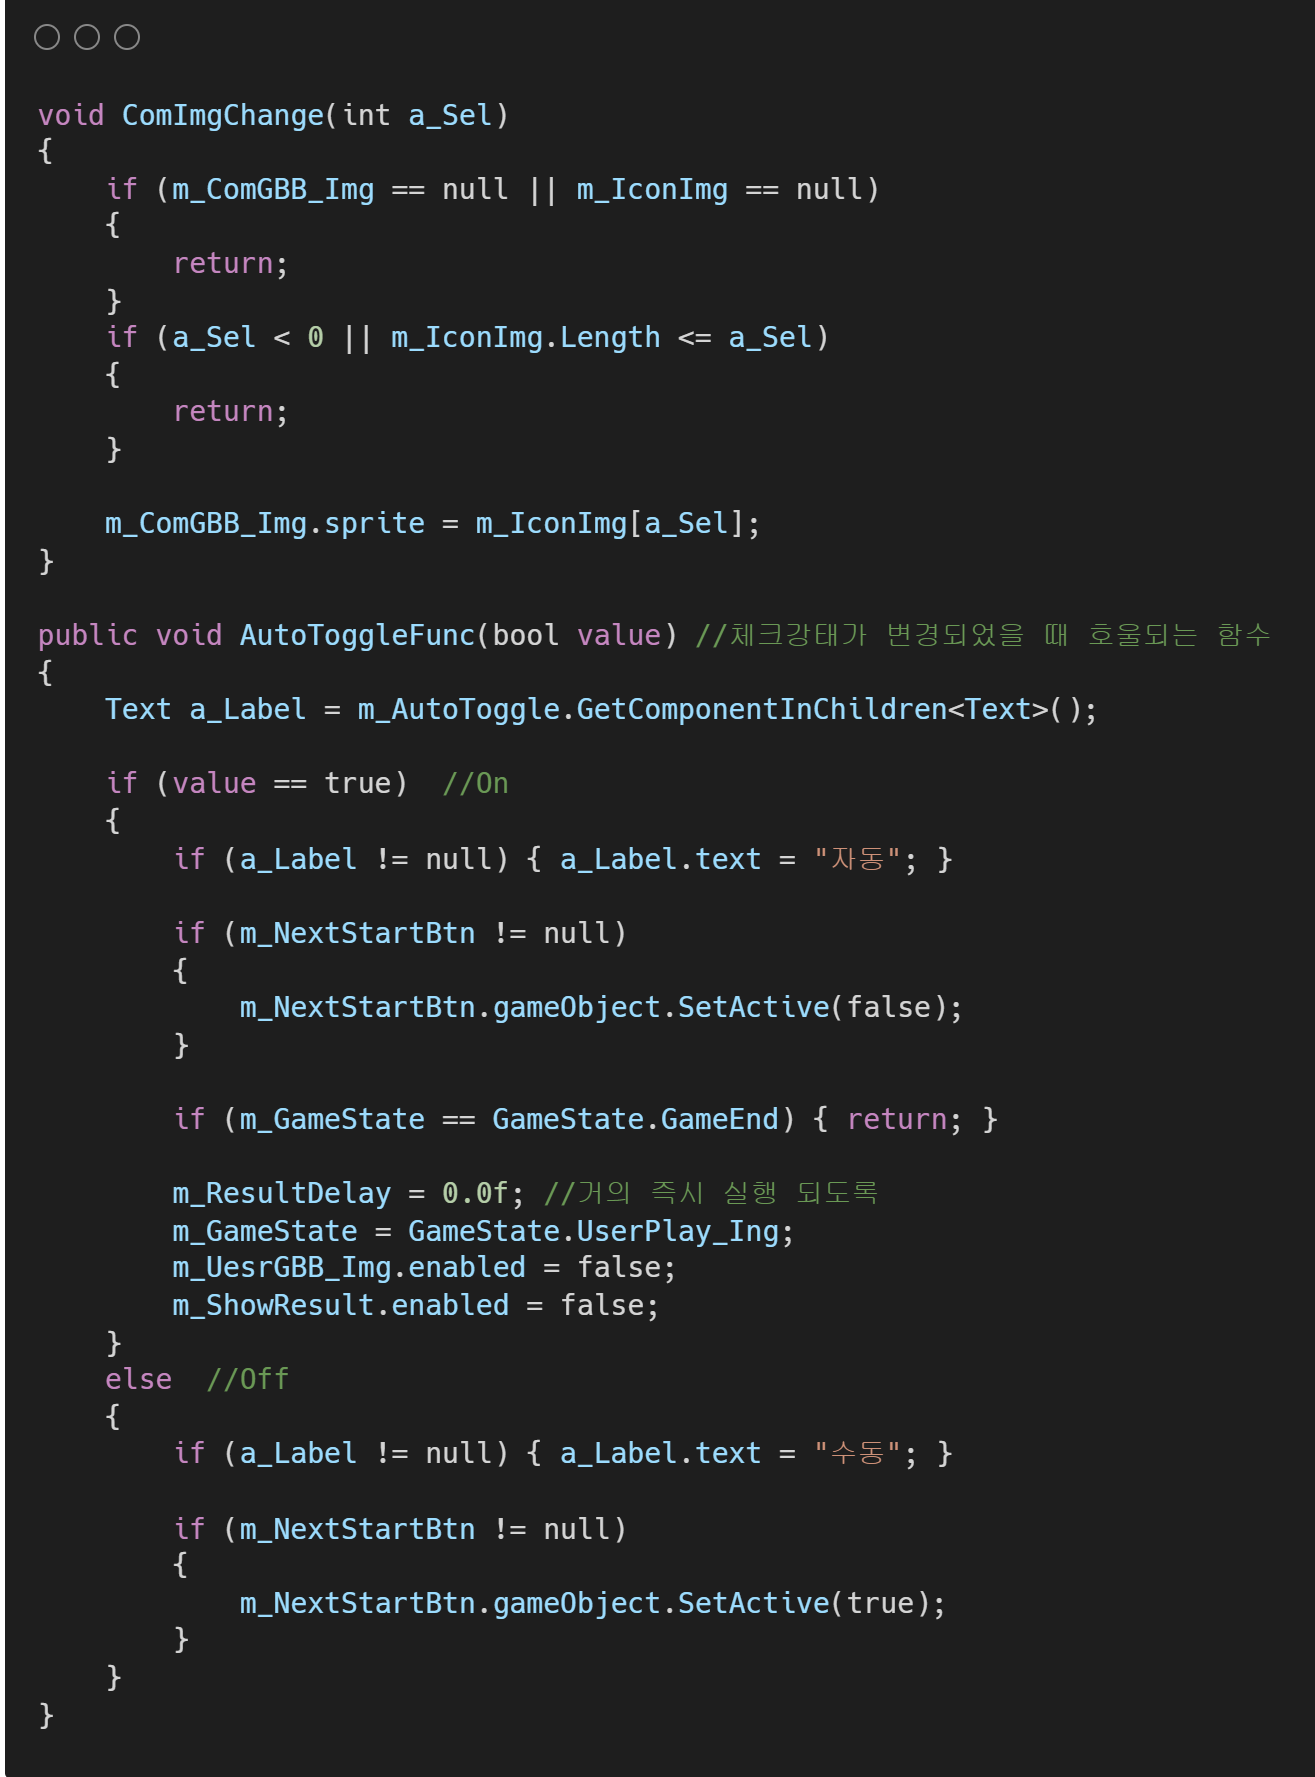 void ComImgChange(int a_Sel)
{
    if (m_ComGBB_Img == null || m_IconImg == null)
    {
        return;
    }
    if (a_Sel < 0 || m_IconImg.Length <= a_Sel)
    {
        return;
    }

    m_ComGBB_Img.sprite = m_IconImg[a_Sel];
}

public void AutoToggleFunc(bool value) //체크강태가 변경되었을 때 호울되는 함수
{
    Text a_Label = m_AutoToggle.GetComponentInChildren<Text>();

    if (value == true)  //On
    {
        if (a_Label != null) { a_Label.text = "자동"; }

        if (m_NextStartBtn != null)
        {
            m_NextStartBtn.gameObject.SetActive(false);
        }

        if (m_GameState == GameState.GameEnd) { return; }

        m_ResultDelay = 0.0f; //거의 즉시 실행 되도록
        m_GameState = GameState.UserPlay_Ing;
        m_UesrGBB_Img.enabled = false;
        m_ShowResult.enabled = false;
    }
    else  //Off
    {
        if (a_Label != null) { a_Label.text = "수동"; }

        if (m_NextStartBtn != null)
        {
            m_NextStartBtn.gameObject.SetActive(true);
        }
    }
}